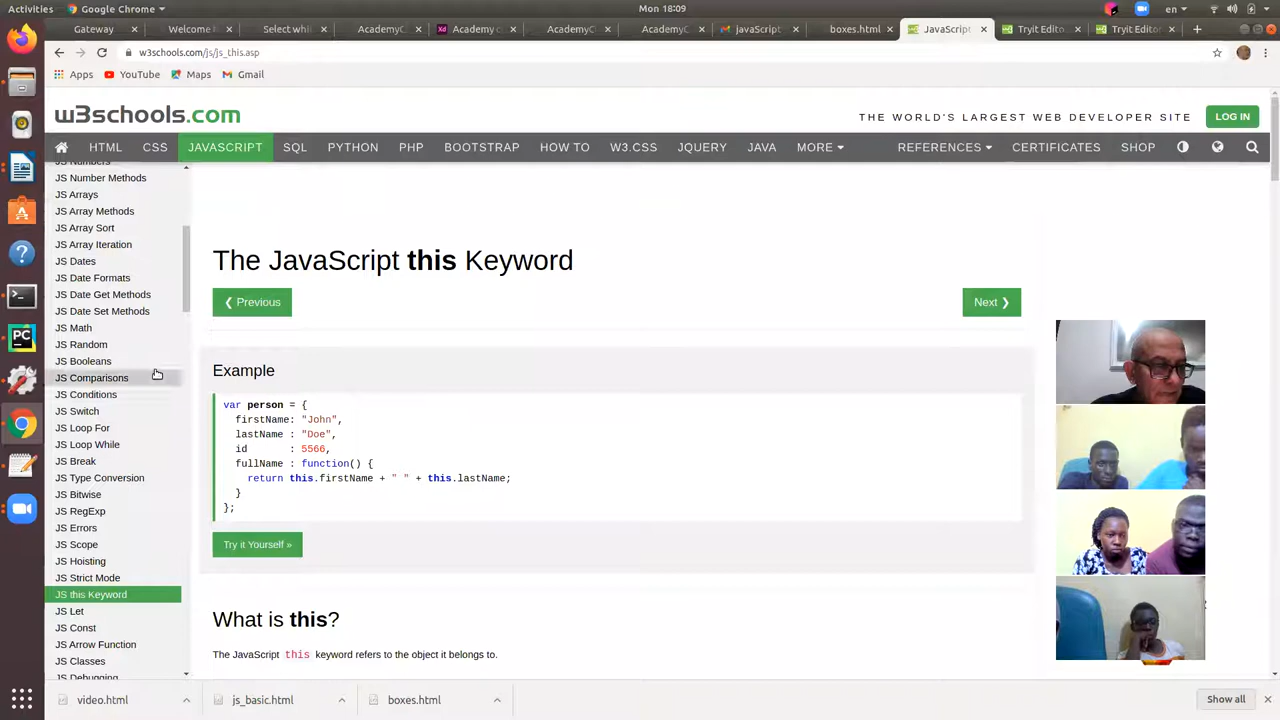 Activities
Google Chrome
Mon 18:09
en
Gateway
Welcome
Select whi
AcademyC
Academy c
AcademyC
AcademyC
JavaScript
boxes.html
JavaScript
Tryit Edito
Tryit Edito
w3schools.com/js/js_this.asp
Apps
YouTube
Maps
Gmail
w3schools.com
THE WORLD'S LARGEST WEB DEVELOPER SITE
LOG IN
HTML CSS JAVASCRIPT SQL PYTHON PHP BOOTSTRAP HOW TO W3.CSS JQUERY JAVA MORE REFERENCES CERTIFICATES SHOP
JS Numbers
JS Number Methods
JS Arrays
JS Array Methods
JS Array Sort
JS Array Iteration
JS Dates
JS Date Formats
JS Date Get Methods
JS Date Set Methods
JS Math
JS Random
JS Booleans
JS Comparisons
JS Conditions
JS Switch
JS Loop For
JS Loop While
JS Break
JS Type Conversion
JS Bitwise
JS RegExp
JS Errors
JS Scope
JS Hoisting
JS Strict Mode
JS this Keyword
JS Let
JS Const
JS Arrow Function
JS Classes
JS Debugging
The JavaScript this Keyword
❮ Previous
Next ❯
Example
var person = {
firstName: "John",
lastName : "Doe",
id : 5566,
fullName : function() {
return this.firstName + " " + this.lastName;
}
};
Try it Yourself »
What is this?
The JavaScript this keyword refers to the object it belongs to.
video.html
js_basic.html
boxes.html
Show all